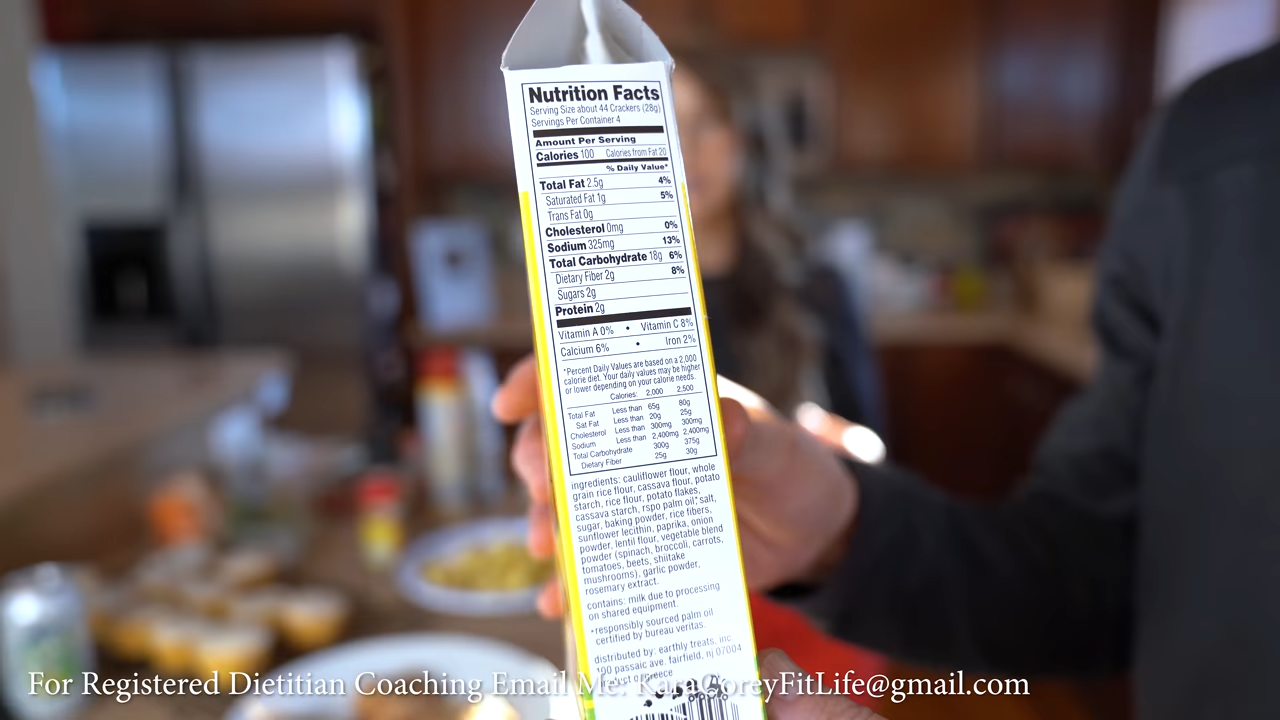 Nutrition Facts
Serving Size about 44 Crackers (28g)
Servings Per Container 4
Amount Per Serving
Calories 100 Calories from Fat 20
% Daily Value*
Total Fat 2.5g 4%
Saturated Fat 1g 5%
Trans Fat 0g
Cholesterol 0mg 0%
Sodium 325mg 13%
Total Carbohydrate 18g 6%
Dietary Fiber 2g 8%
Sugars 2g
Protein 2g
Vitamin A 0% • Vitamin C 8%
Calcium 6% • Iron 2%
*Percent Daily Values are based on a 2,000
calorie diet. Your daily values may be higher
or lower depending on your calorie needs.
Calories: 2,000 2,500
Total Fat Less than 65g 80g
Sat Fat Less than 20g 25g
Cholesterol Less than 300mg 300mg
Sodium Less than 2,400mg 2,400mg
Total Carbohydrate 300g 375g
Dietary Fiber 25g 30g
ingredients: cauliflower flour, whole
grain rice flour, cassava flour, potato
starch, rice flour, potato flakes,
cassava starch, rspo palm oil,* salt,
sugar, baking powder, rice fibers,
sunflower lecithin, paprika, onion
powder, lentil flour, vegetable blend
powder (spinach, broccoli, carrots,
tomatoes, beets, shiitake
mushrooms), garlic powder,
rosemary extract.
contains: milk due to processing
on shared equipment.
*responsibly sourced palm oil
certified by bureau veritas.
distributed by: earthly treats, inc.
100 passaic ave. fairfield, nj 07004
product of greece
For Registered Dietitian Coaching Email Me: KaraCoreyFitLife@gmail.com